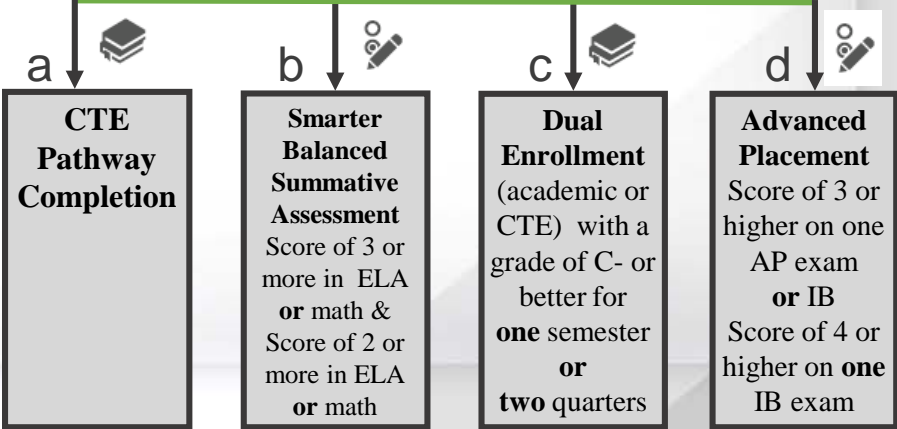 a
CTE
Pathway
Completion
b
Smarter
Balanced
Summative
Assessment
Score of 3 or
more in ELA
or math &
Score of 2 or
more in ELA
or math
c
Dual
Enrollment
(academic or
CTE) with a
grade of C- or
better for
one semester
or
two quarters
d
Advanced
Placement
Score of 3 or
higher on one
AP exam
or IB
Score of 4 or
higher on one
IB exam